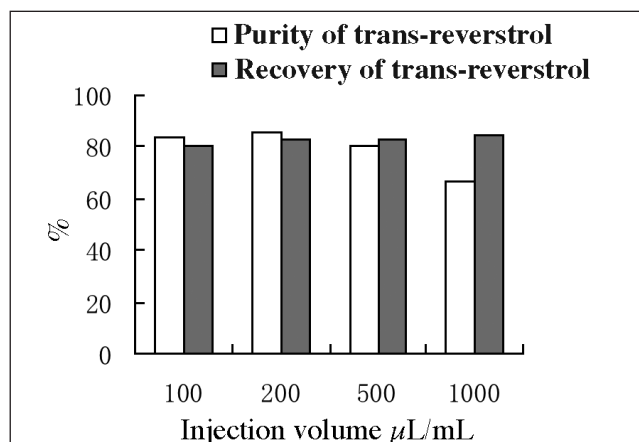 Purity of trans-reverstrol
Recovery of trans-reverstrol
100
80
60
40
20
0
%
100 200 500 1000
Injection volume μL/mL